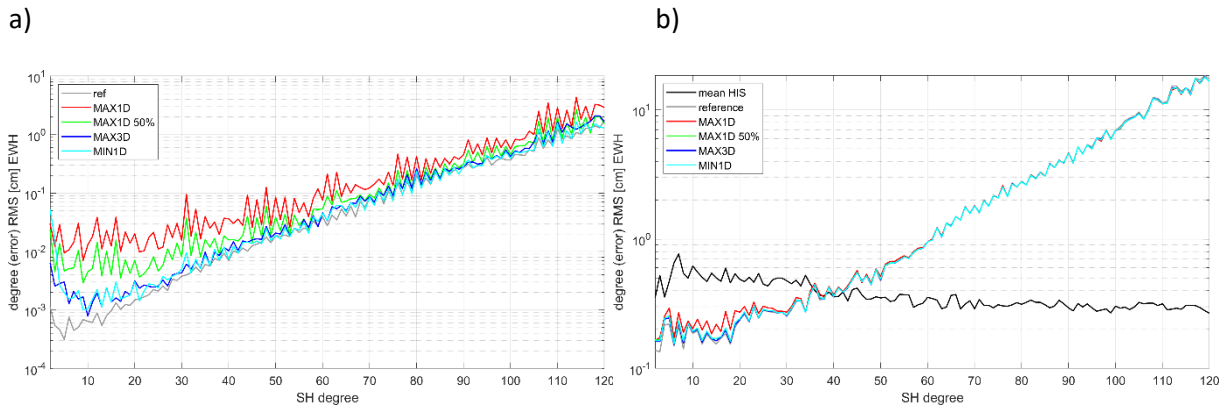 a)
b)
10^1
10^0
10^-1
10^-2
10^-3
10^-4
degree (error) RMS [cm] EWH
ref
MAX1D
MAX1D 50%
MAX3D
MIN1D
10 20 30 40 50 60 70 80 90 100 110 120
SH degree
10^1
10^0
10^-1
degree (error) RMS [cm] EWH
mean HIS
reference
MAX1D
MAX1D 50%
MAX3D
MIN1D
10 20 30 40 50 60 70 80 90 100 110 120
SH degree